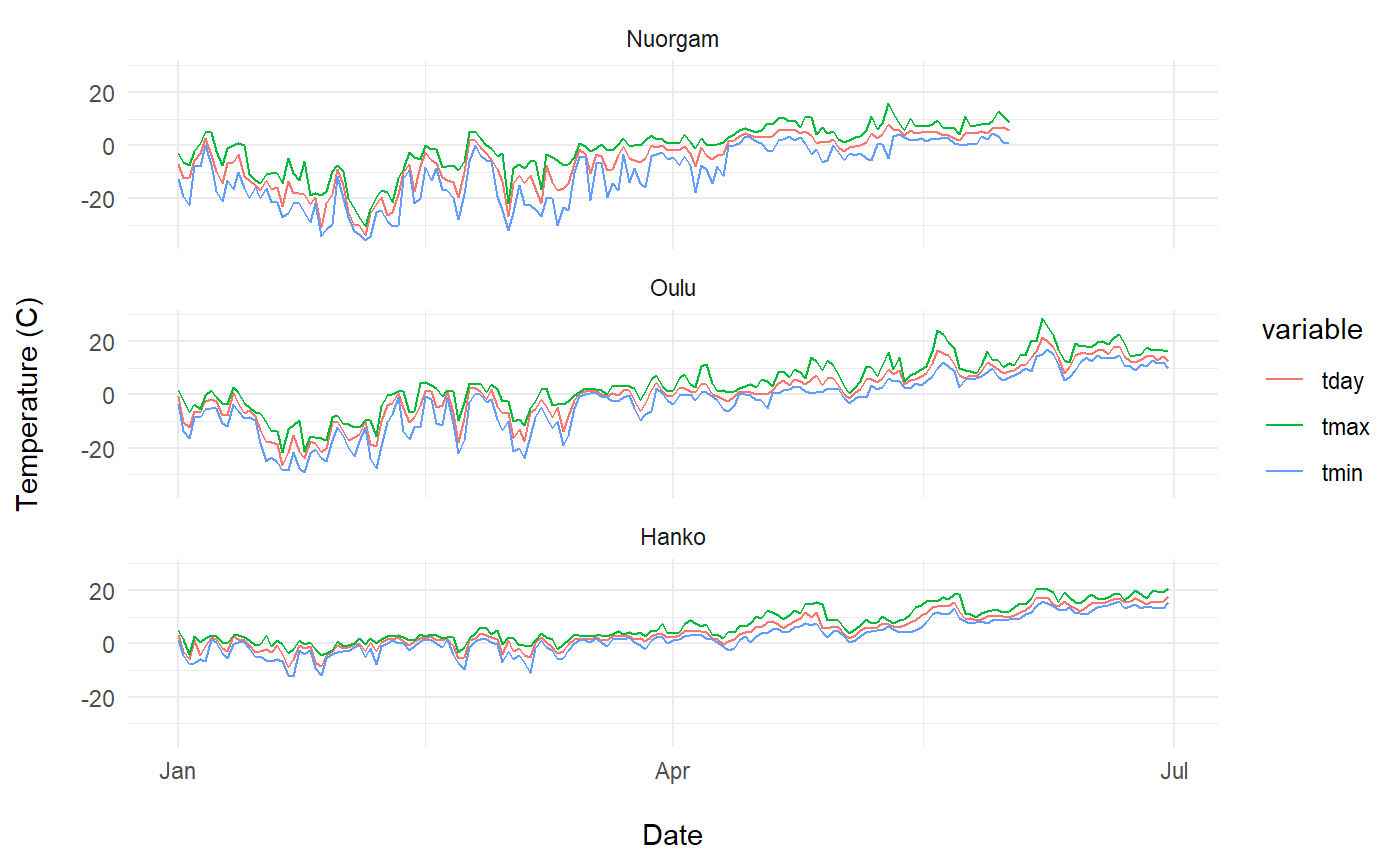 Nuorgam
20
0
-20
Oulu
20
0
-20
Hanko
20
0
-20
Jan Apr Jul
Date
Temperature (C)
variable
tday
tmax
tmin